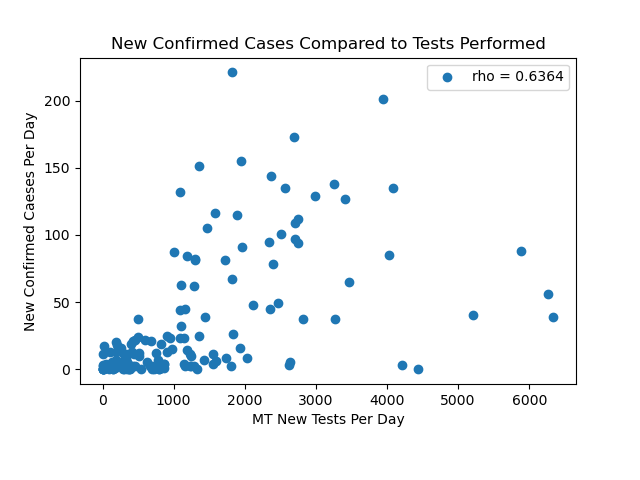 New Confirmed Cases Compared to Tests Performed
rho = 0.6364
New Confirmed Caeses Per Day
200
150
100
50
0
0 1000 2000 3000 4000 5000 6000
MT New Tests Per Day